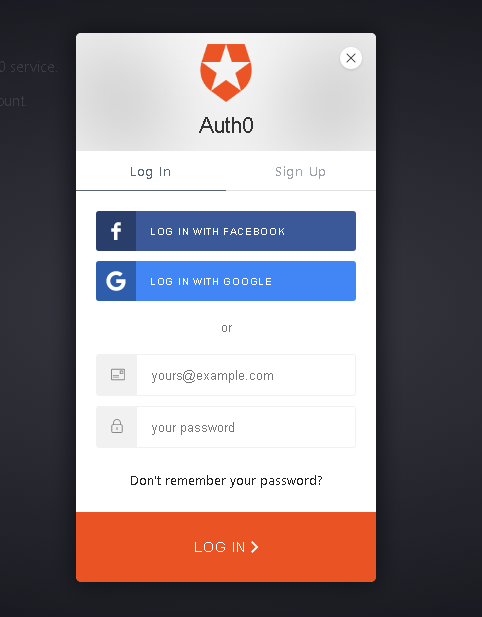 0 service.
ount
Auth0
Log In
Sign Up
LOG IN WITH FACEBOOK
LOG IN WITH GOOGLE
or
yours@example.com
your password
Don't remember your password?
LOG IN